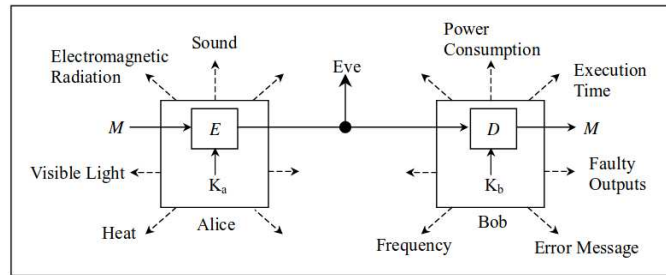 Electromagnetic
Radiation
Sound
Eve
Power
Consumption
Execution
Time
M
E
D
M
Visible Light
Kₐ
K_b
Faulty
Outputs
Heat
Alice
Frequency
Bob
Error Message